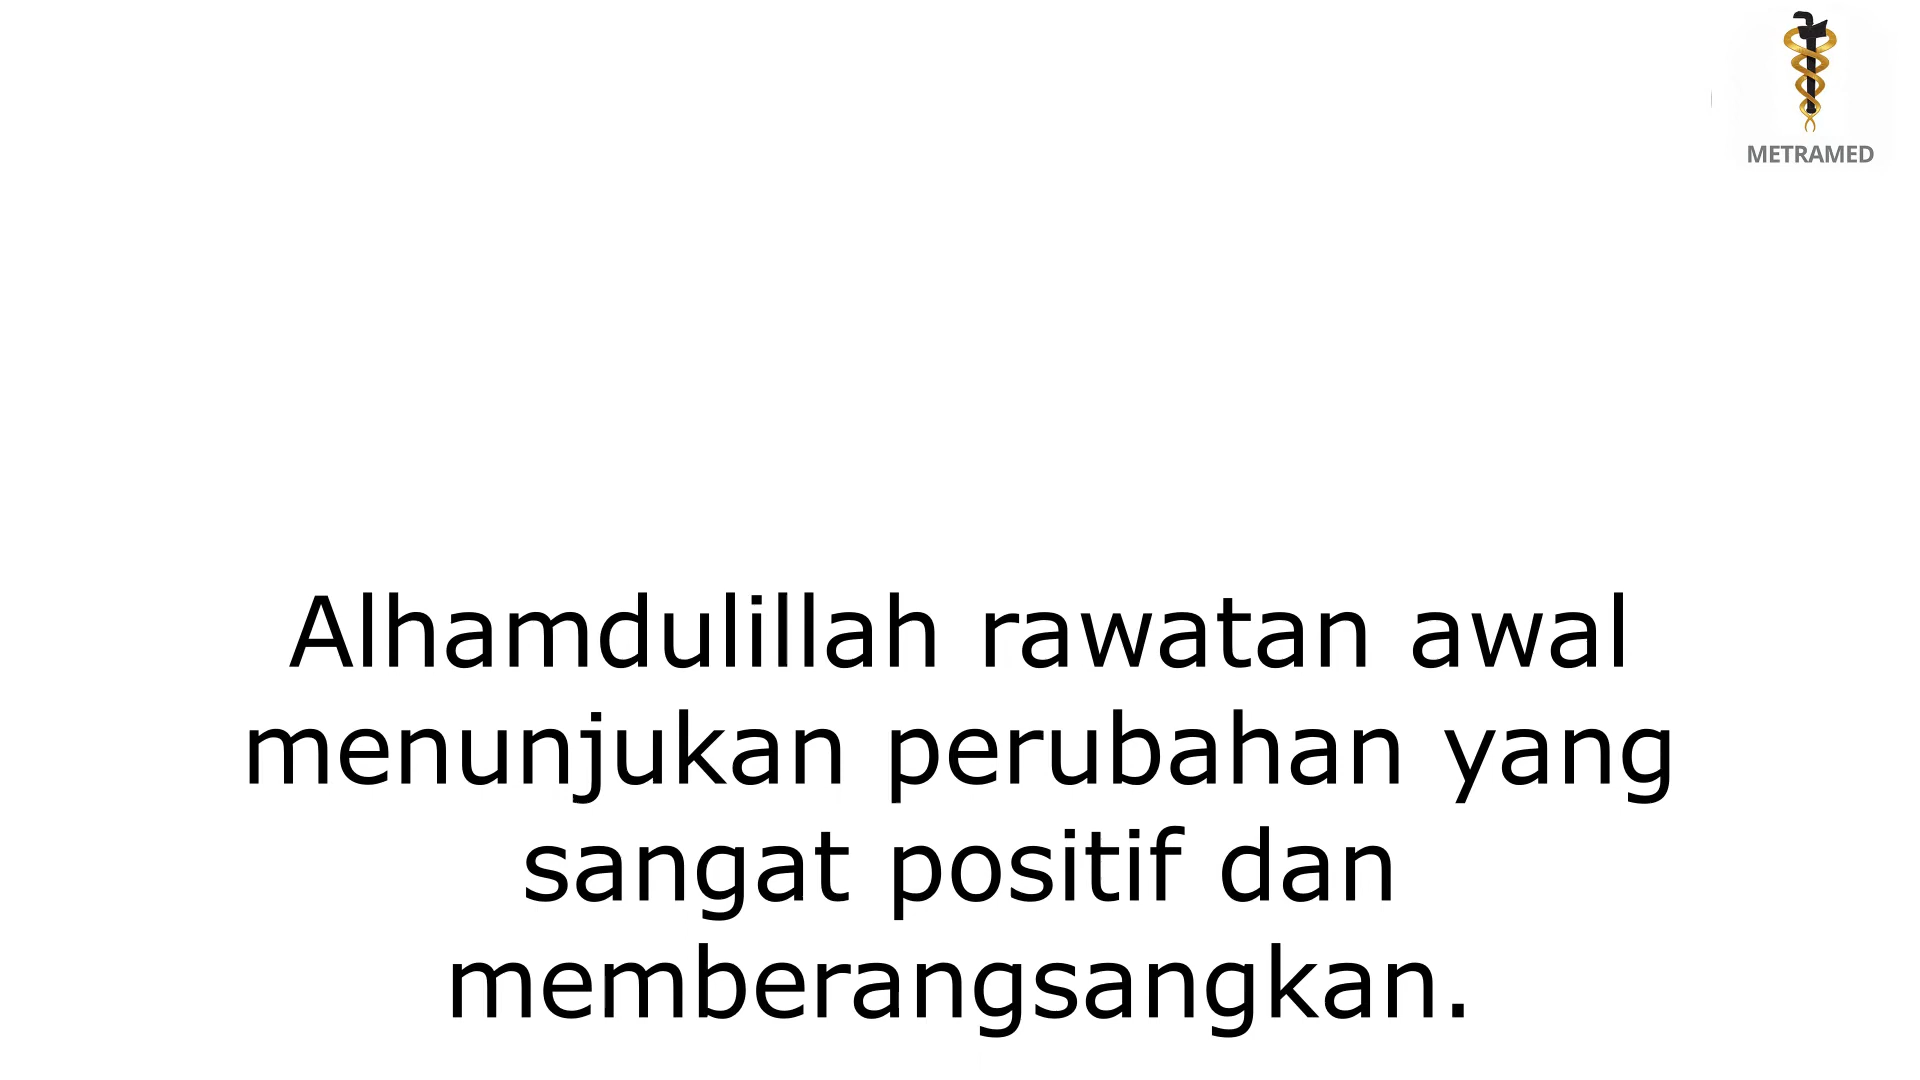 METRAMED
Alhamdulillah rawatan awal
menunjukan perubahan yang
sangat positif dan
memberangsangkan.